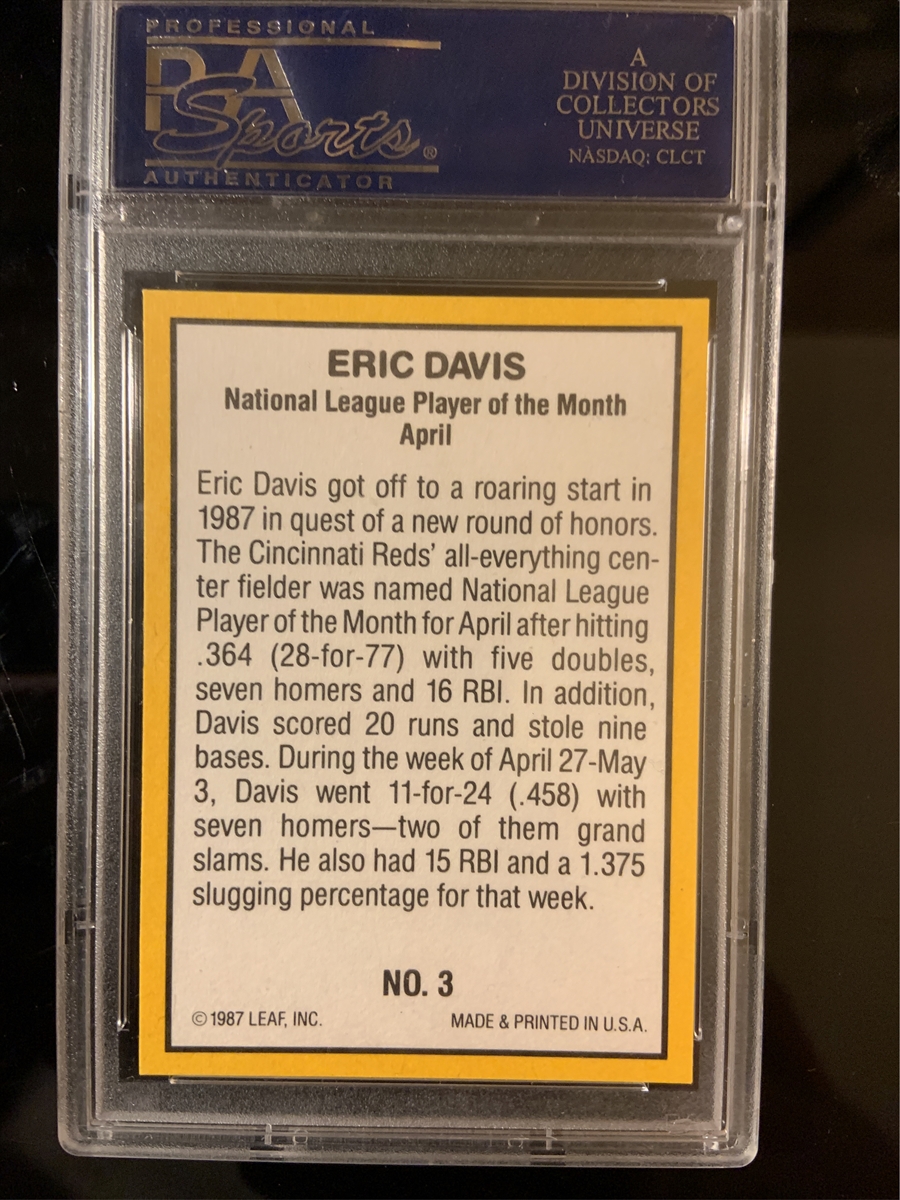 PROFESSIONAL
PSA
Sports®
AUTHENTICATOR
A
DIVISION OF
COLLECTORS
UNIVERSE
NASDAQ: CLCT
ERIC DAVIS
National League Player of the Month
April
Eric Davis got off to a roaring start in
1987 in quest of a new round of honors.
The Cincinnati Reds' all-everything cen-
ter fielder was named National League
Player of the Month for April after hitting
.364 (28-for-77) with five doubles,
seven homers and 16 RBI. In addition,
Davis scored 20 runs and stole nine
bases. During the week of April 27-May
3, Davis went 11-for-24 (.458) with
seven homers—two of them grand
slams. He also had 15 RBI and a 1.375
slugging percentage for that week.
NO. 3
© 1987 LEAF, INC.
MADE & PRINTED IN U.S.A.